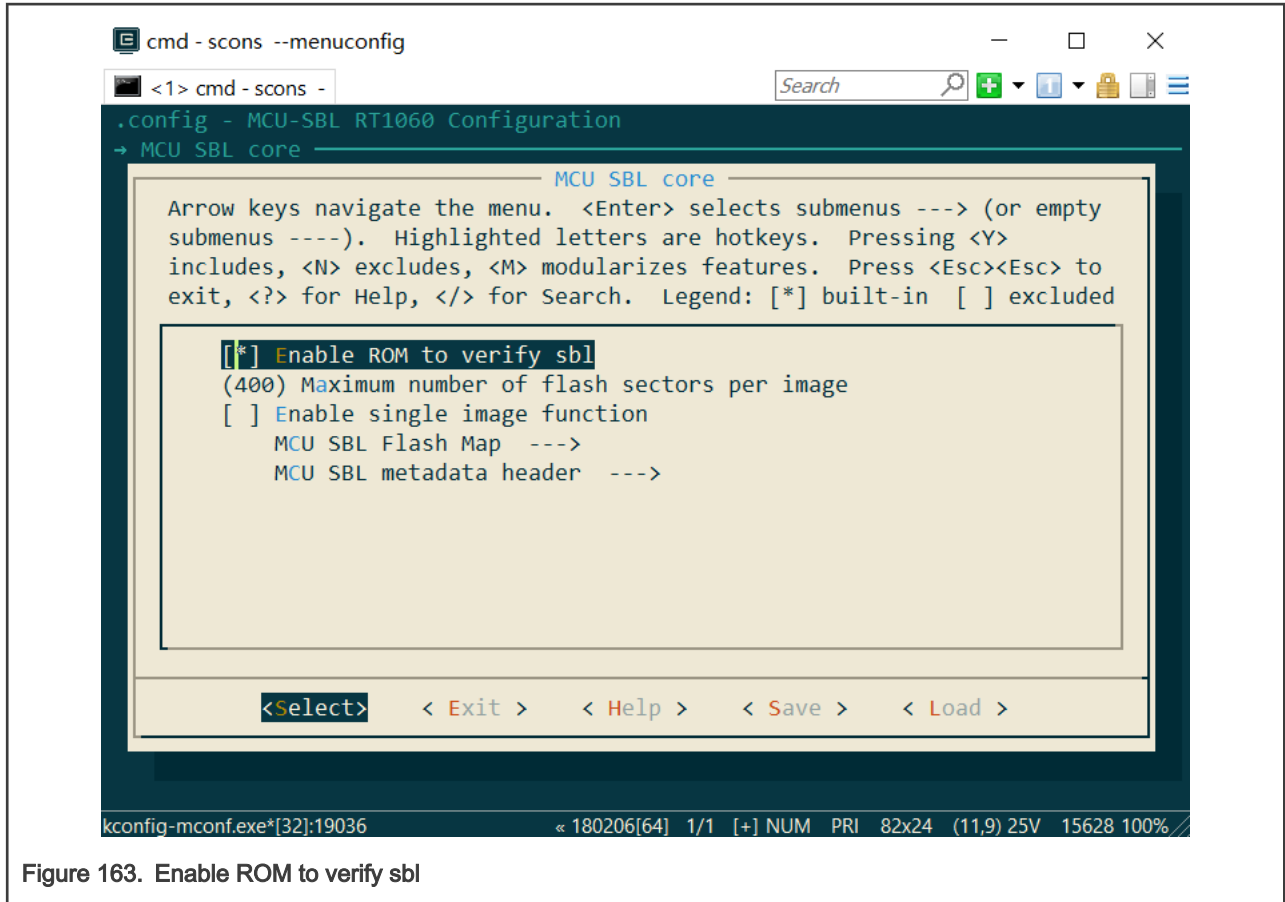 cmd - scons  --menuconfig
<1> cmd - scons  -
Search
.config - MCU-SBL RT1060 Configuration
→ MCU SBL core
MCU SBL core
Arrow keys navigate the menu.  <Enter> selects submenus ---> (or empty
submenus ----).  Highlighted letters are hotkeys.  Pressing <Y>
includes, <N> excludes, <M> modularizes features.  Press <Esc><Esc> to
exit, <?> for Help, </> for Search.  Legend: [*] built-in  [ ] excluded
[*] Enable ROM to verify sbl
(400) Maximum number of flash sectors per image
[ ] Enable single image function
MCU SBL Flash Map  --->
MCU SBL metadata header  --->
<Select>    < Exit >    < Help >    < Save >    < Load >
kconfig-mconf.exe*[32]:19036    « 180206[64]  1/1  [+] NUM  PRI  82x24  (11,9) 25V  15628 100%
Figure 163.  Enable ROM to verify sbl